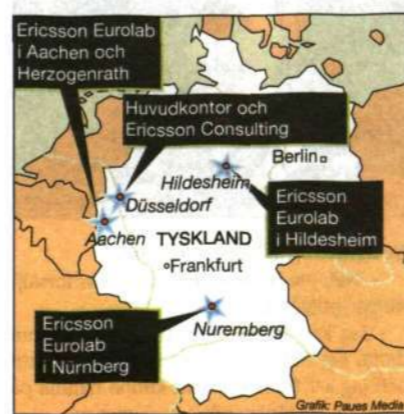 Ericsson Eurolab
i Aachen och
Herzogenrath
Huvudkontor och
Ericsson Consulting
Berlin
Hildesheim
Düsseldorf
Ericsson
Eurolab
i Hildesheim
Aachen
TYSKLAND
Frankfurt
Ericsson
Eurolab
i Nürnberg
Nuremberg
Grafik: Paues Media